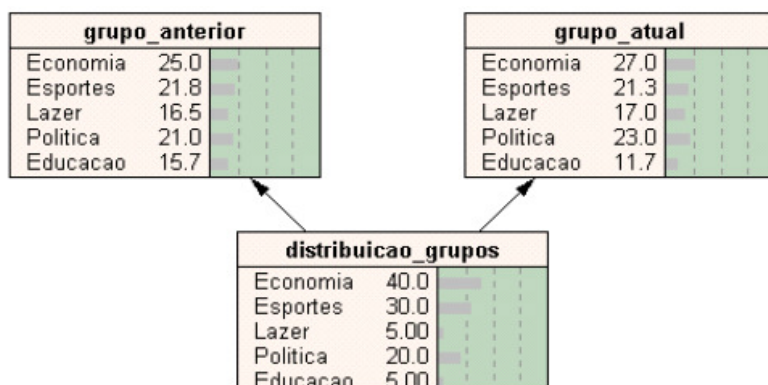 grupo_anterior
Economia 25.0
Esportes 21.8
Lazer 16.5
Politica 21.0
Educacao 15.7
grupo_atual
Economia 27.0
Esportes 21.3
Lazer 17.0
Politica 23.0
Educacao 11.7
distribuicao_grupos
Economia 40.0
Esportes 30.0
Lazer 5.00
Politica 20.0
Educacao 5.00